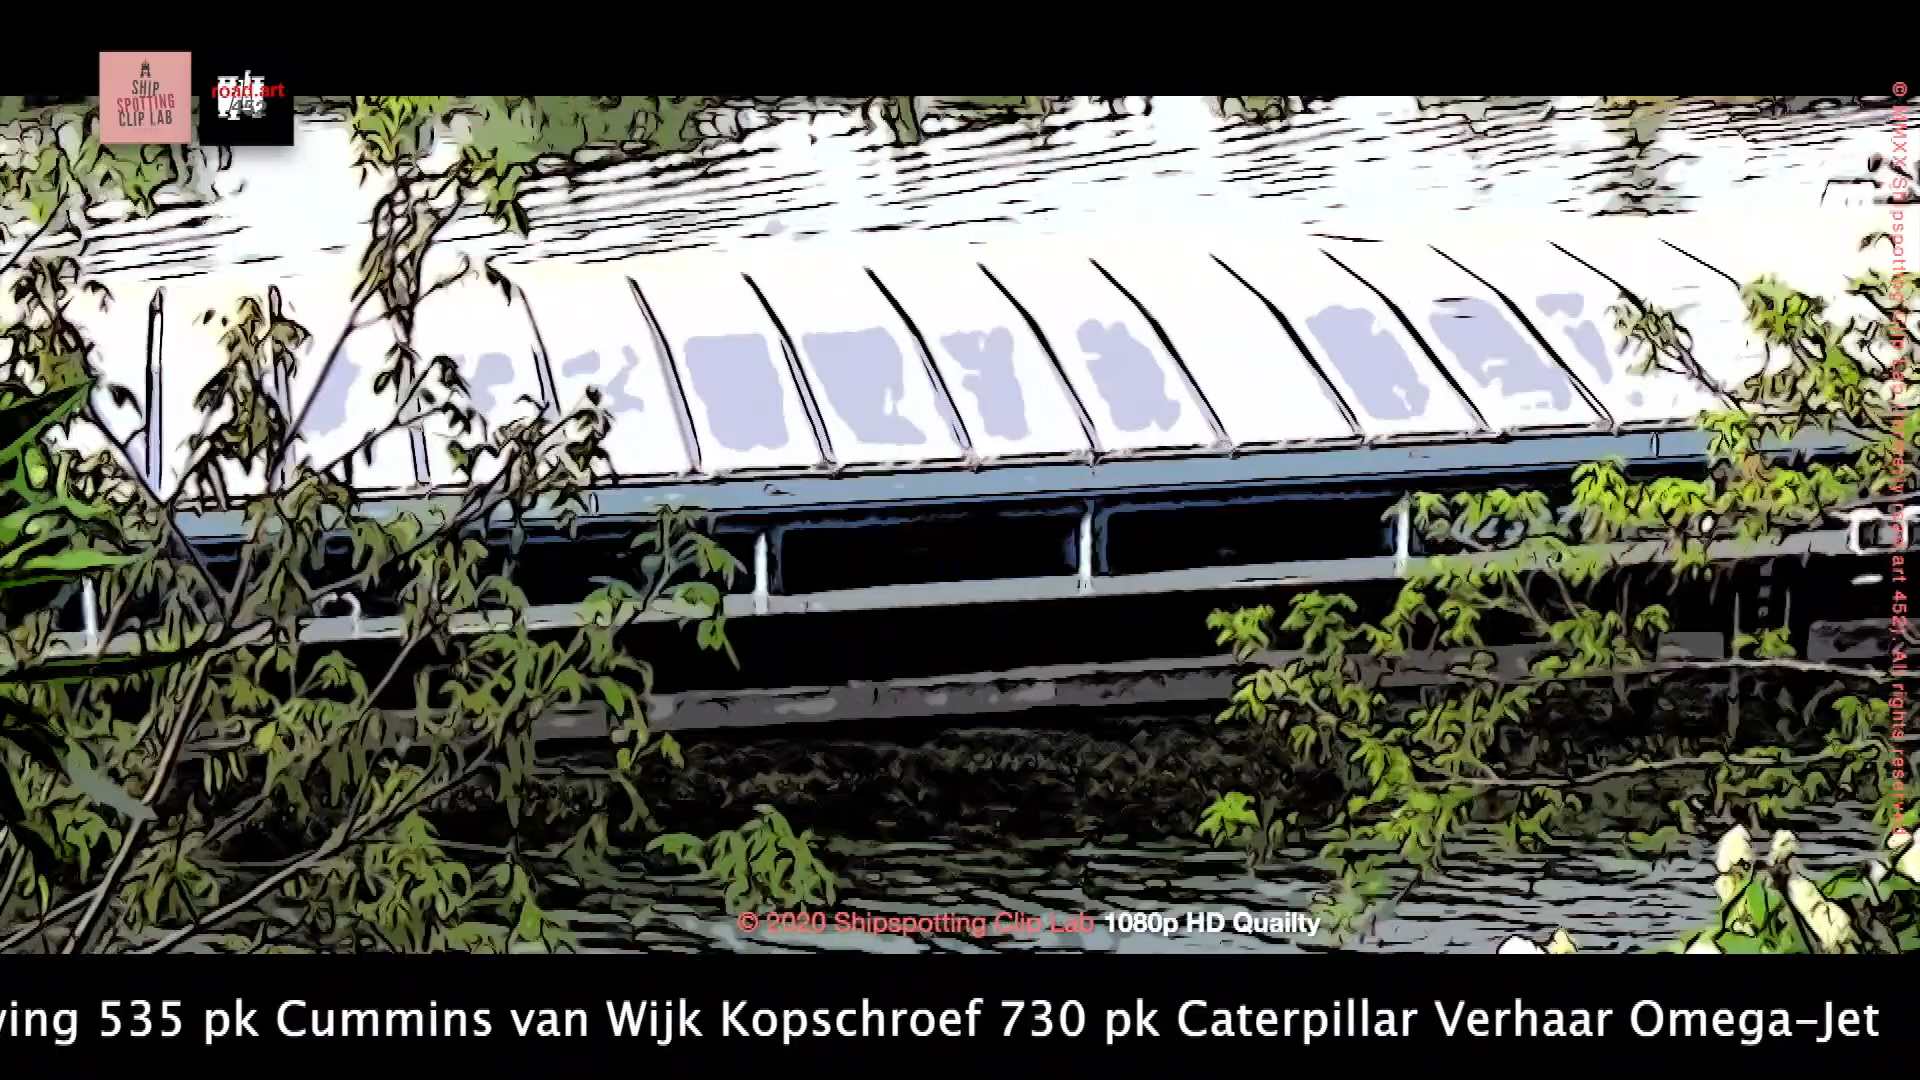 SHIP
SPOTTING
CLIP LAB
road.art
452
© 2020 Shipspotting Clip Lab 1080p HD Quailty
ving 535 pk Cummins van Wijk Kopschroef 730 pk Caterpillar Verhaar Omega-Jet